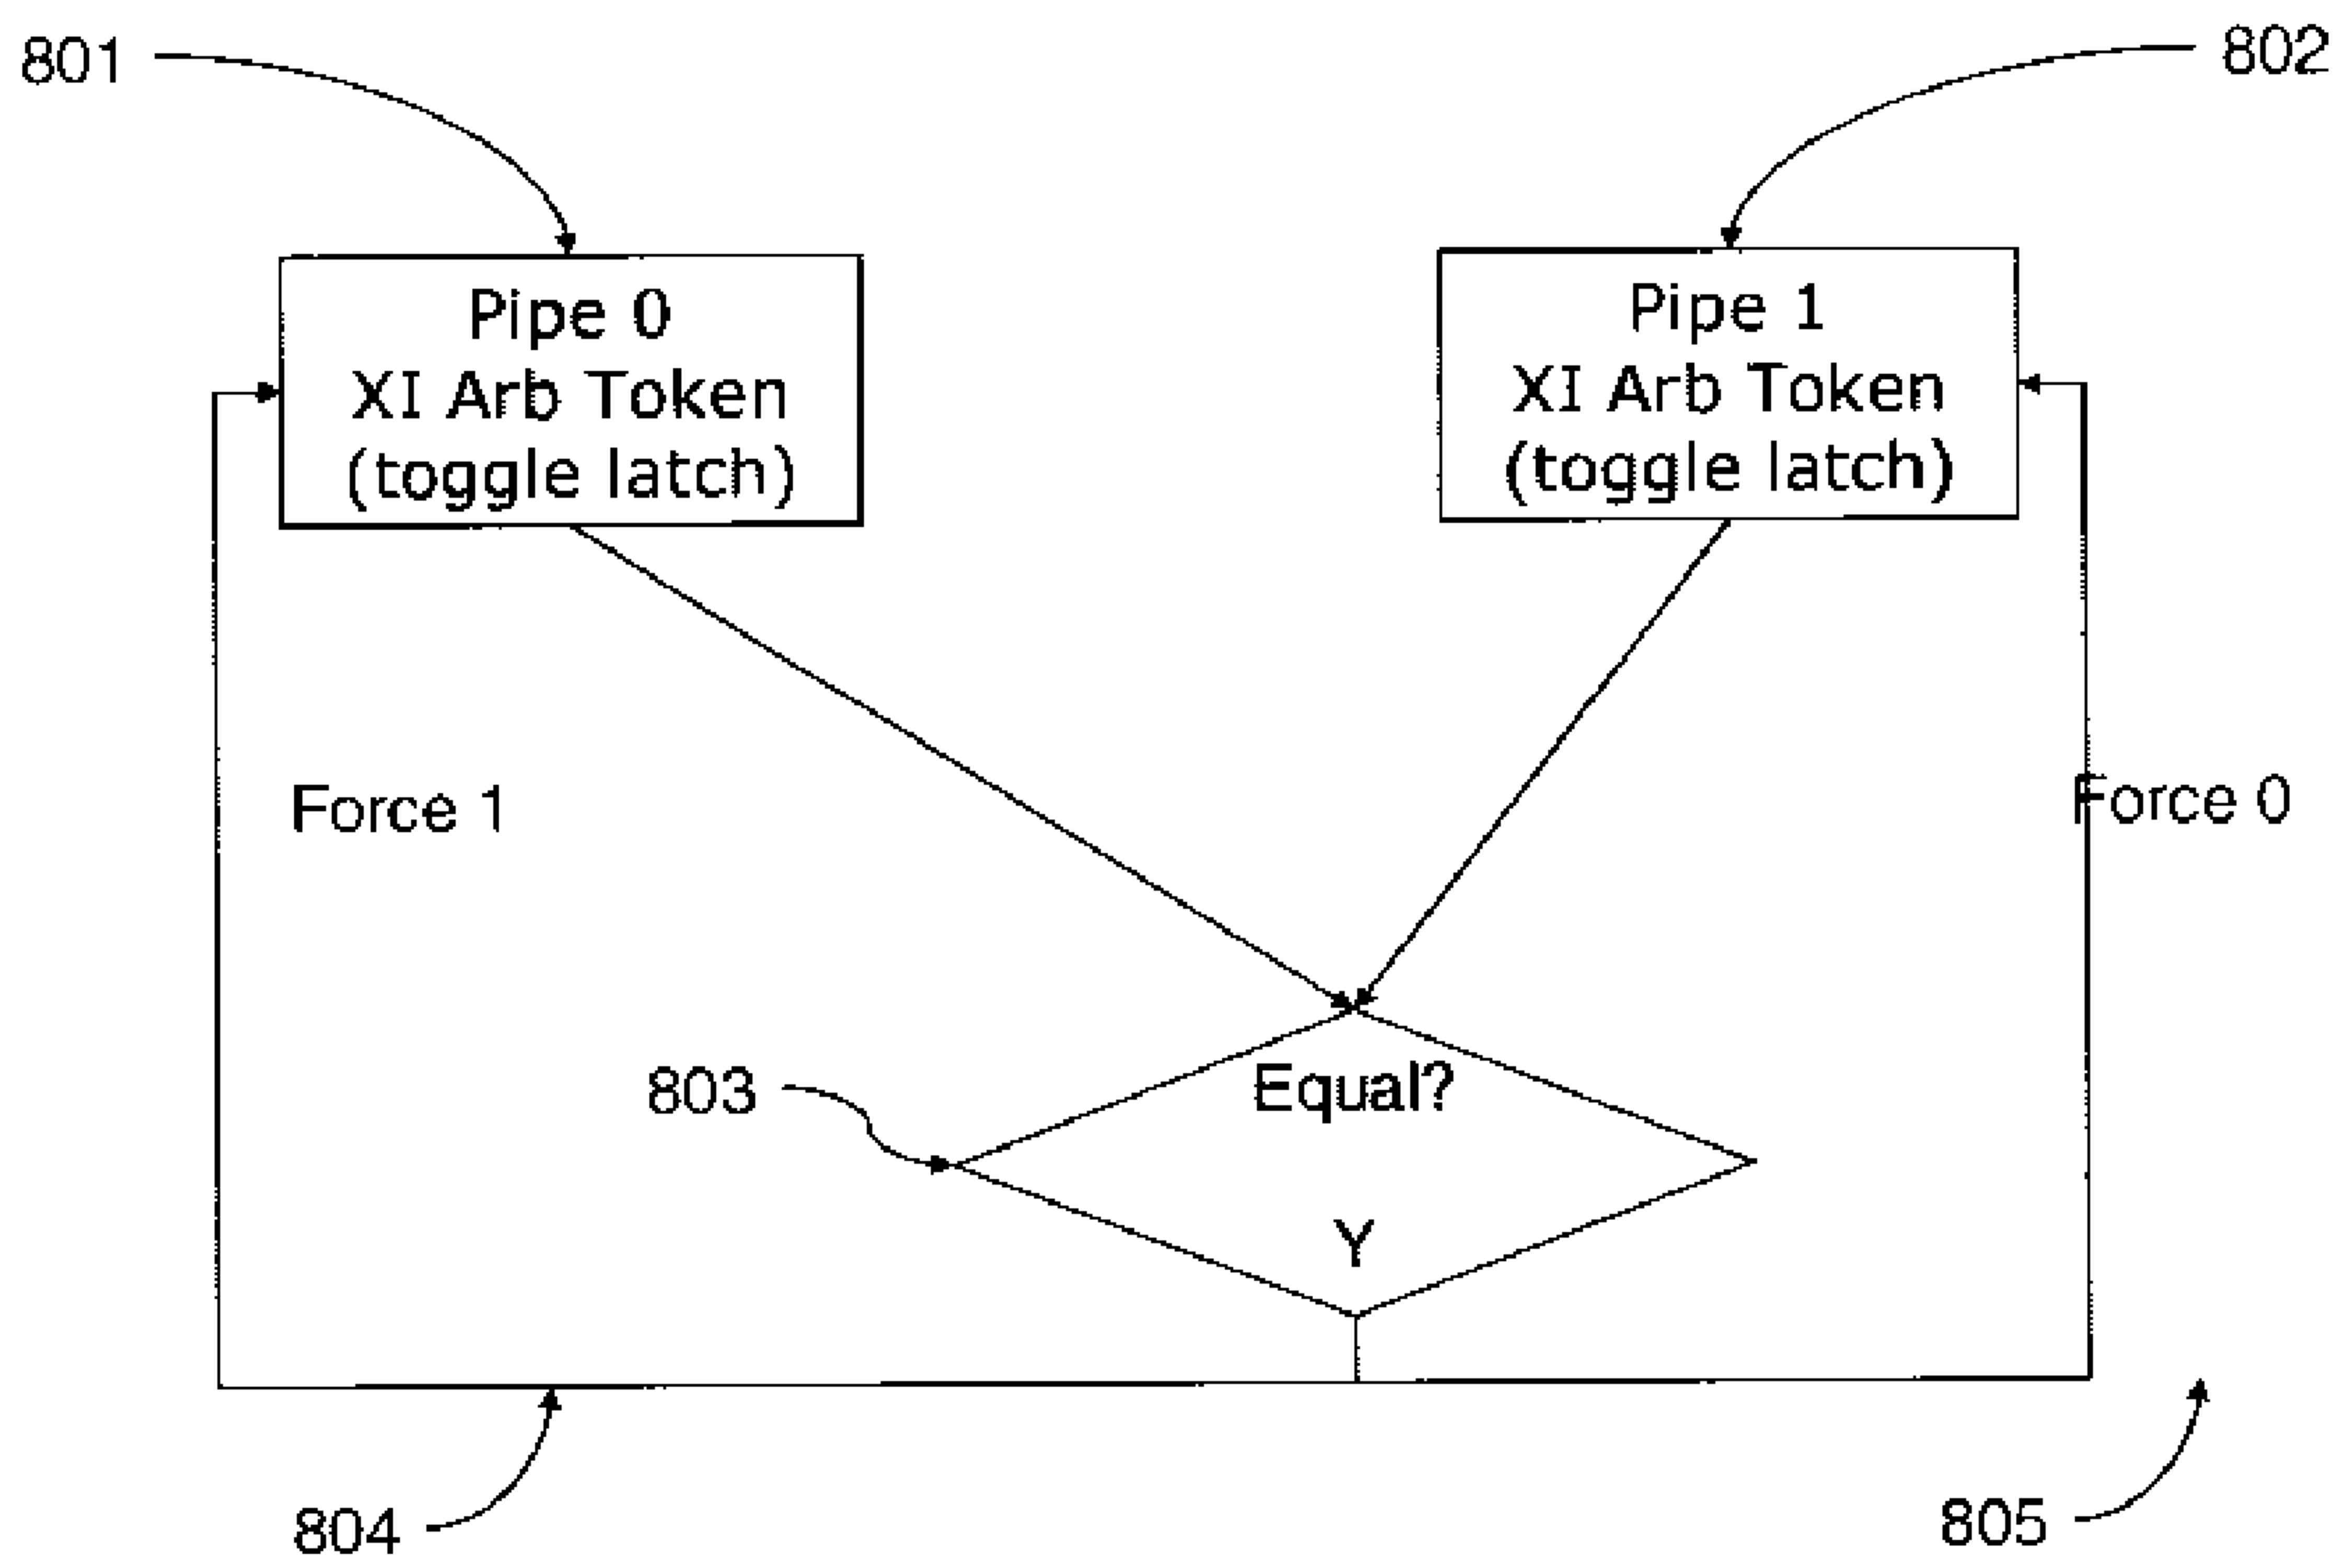 801
802
Pipe 0
XI Arb Token
(toggle latch)
Pipe 1
XI Arb Token
(toggle latch)
Force 1
Force 0
803
Equal?
Y
804
805